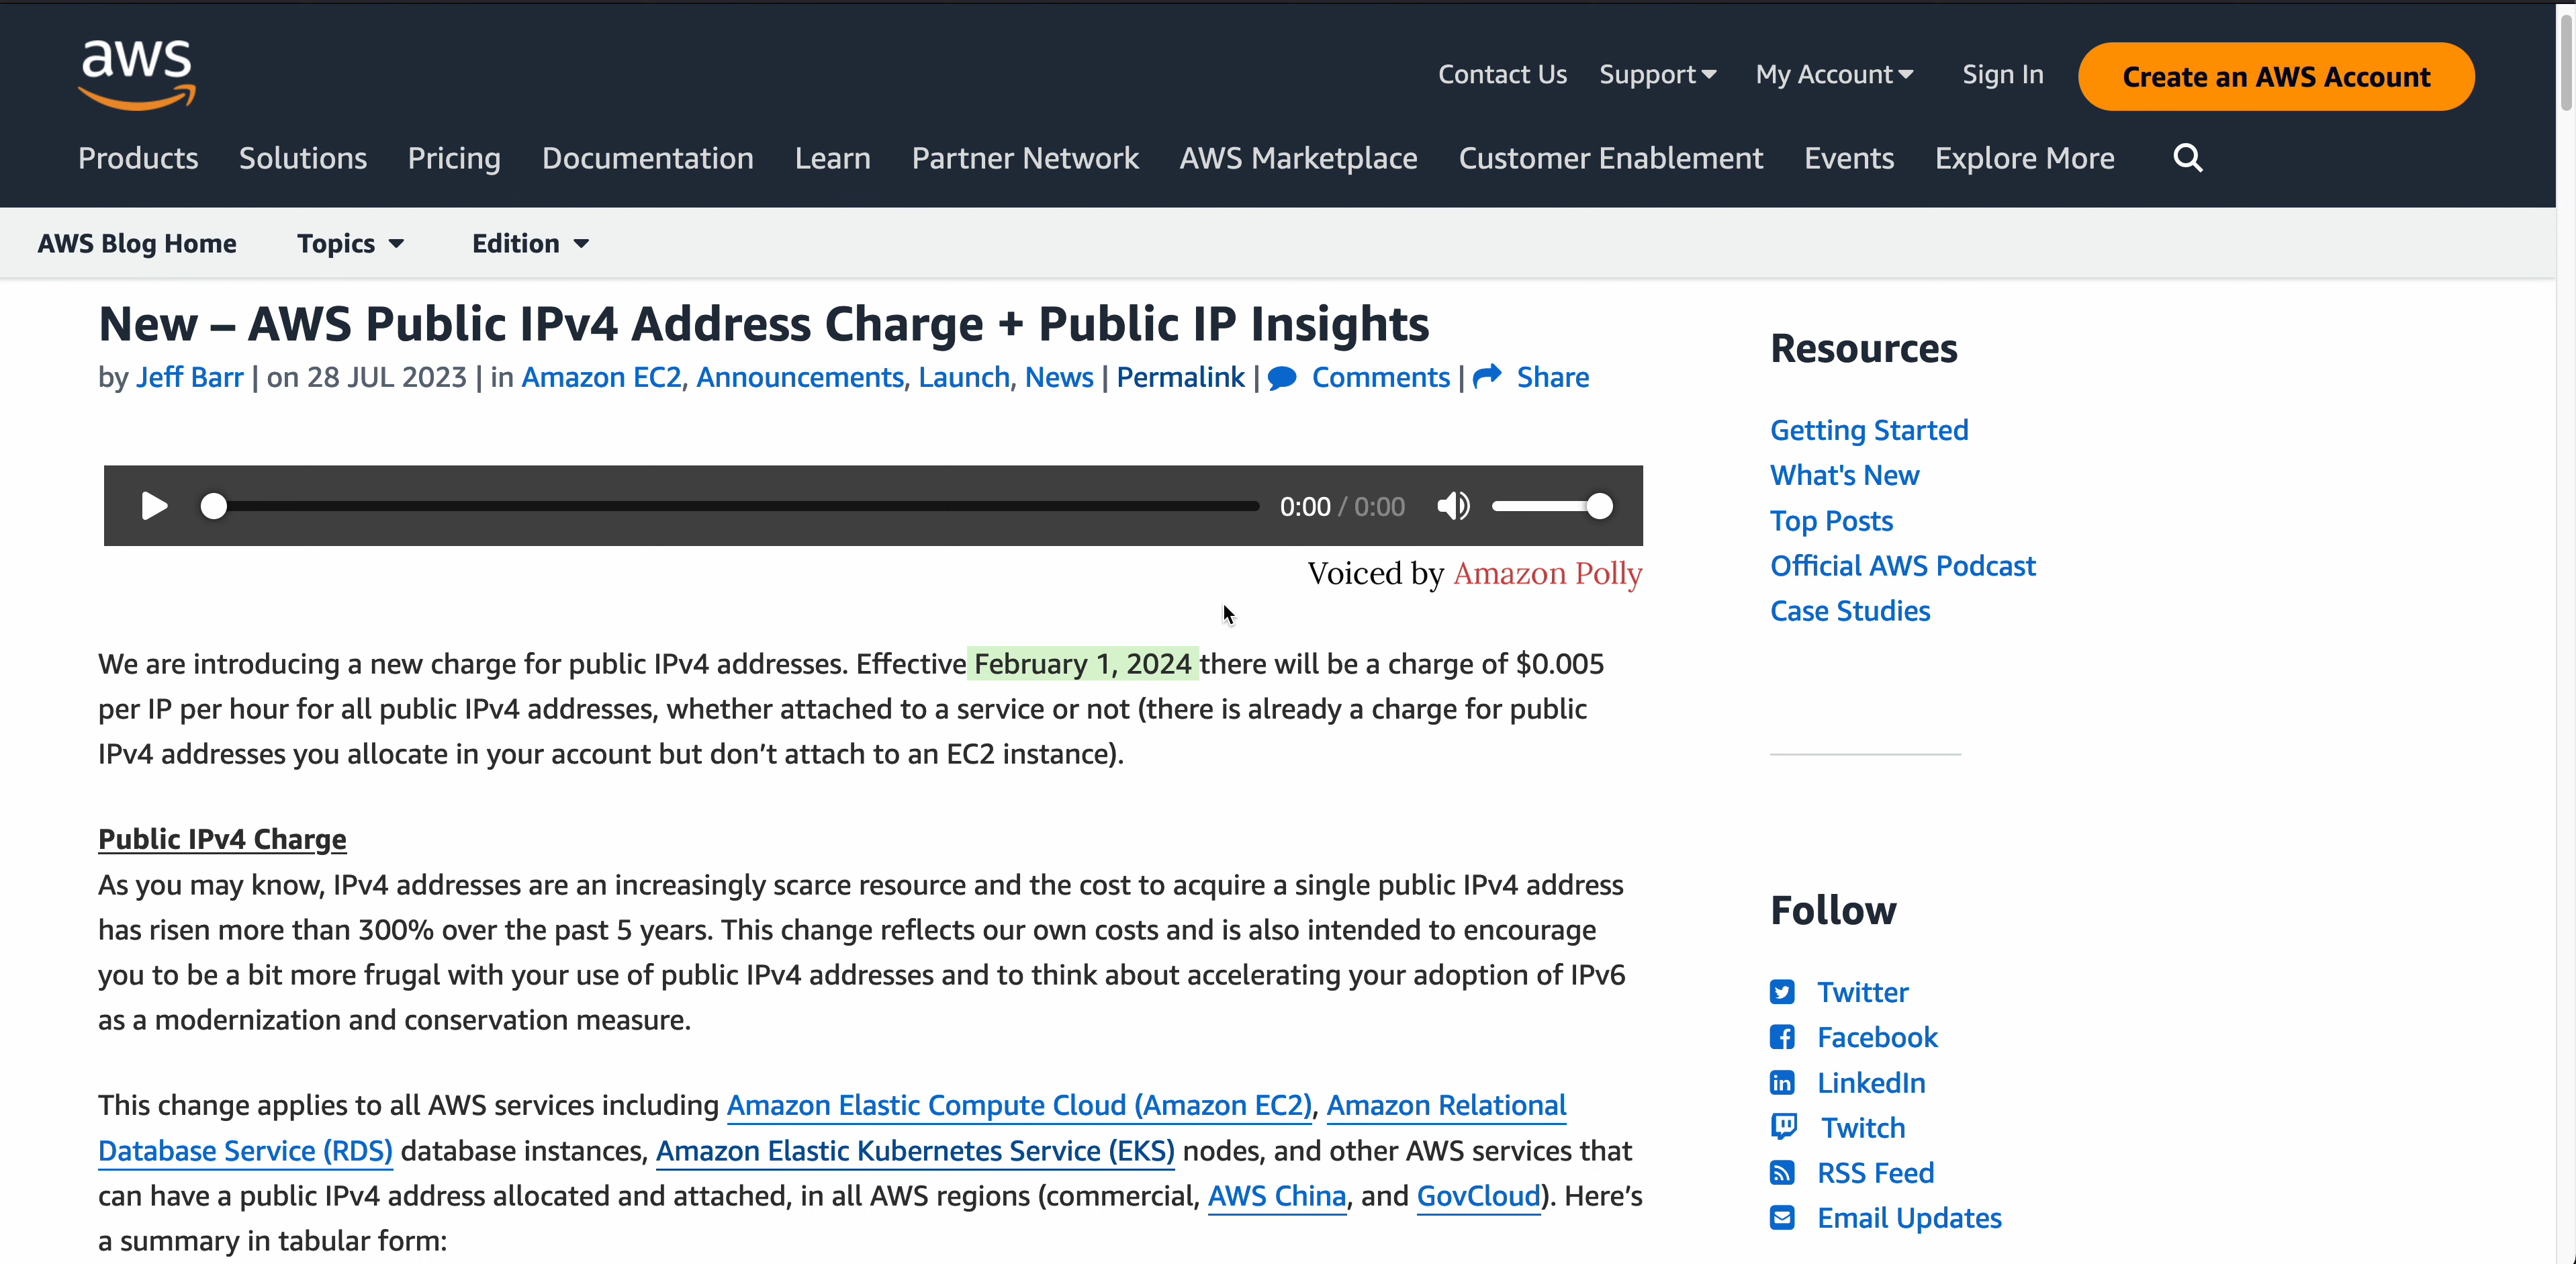 aws
Contact Us Support My Account Sign In Create an AWS Account
Products Solutions Pricing Documentation Learn Partner Network AWS Marketplace Customer Enablement Events Explore More
AWS Blog Home Topics Edition
New – AWS Public IPv4 Address Charge + Public IP Insights
by Jeff Barr | on 28 JUL 2023 | in Amazon EC2, Announcements, Launch, News | Permalink | Comments | Share
0:00 / 0:00
Voiced by Amazon Polly
We are introducing a new charge for public IPv4 addresses. Effective February 1, 2024 there will be a charge of $0.005
per IP per hour for all public IPv4 addresses, whether attached to a service or not (there is already a charge for public
IPv4 addresses you allocate in your account but don’t attach to an EC2 instance).
Public IPv4 Charge
As you may know, IPv4 addresses are an increasingly scarce resource and the cost to acquire a single public IPv4 address
has risen more than 300% over the past 5 years. This change reflects our own costs and is also intended to encourage
you to be a bit more frugal with your use of public IPv4 addresses and to think about accelerating your adoption of IPv6
as a modernization and conservation measure.
This change applies to all AWS services including Amazon Elastic Compute Cloud (Amazon EC2), Amazon Relational
Database Service (RDS) database instances, Amazon Elastic Kubernetes Service (EKS) nodes, and other AWS services that
can have a public IPv4 address allocated and attached, in all AWS regions (commercial, AWS China, and GovCloud). Here’s
a summary in tabular form:
Resources
Getting Started
What's New
Top Posts
Official AWS Podcast
Case Studies
Follow
Twitter
Facebook
LinkedIn
Twitch
RSS Feed
Email Updates